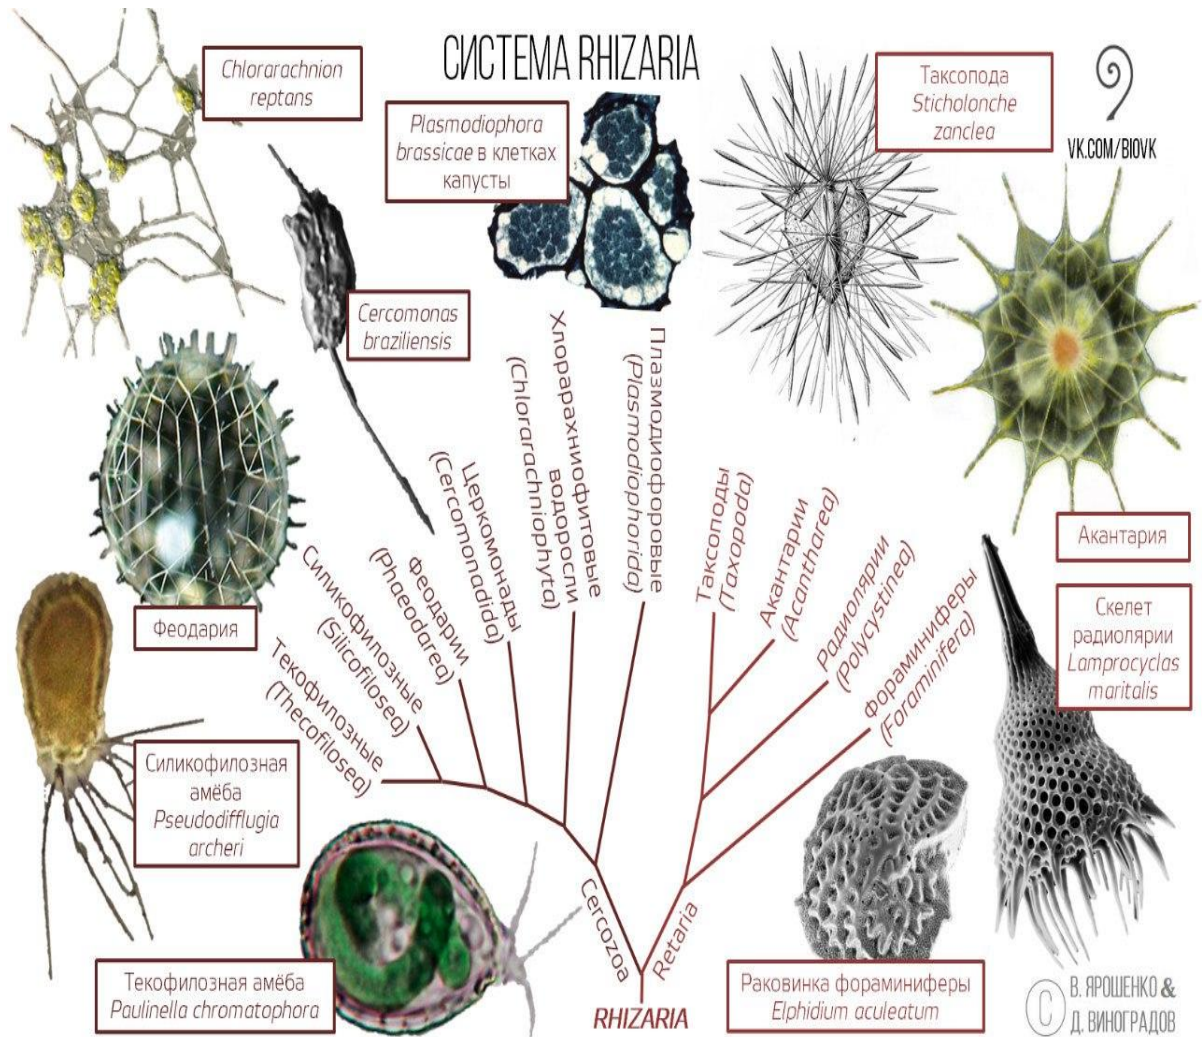 СИСТЕМА RHIZARIA
Chlorarachnion
reptans
Plasmodiophora
brassicae в клетках
капусты
Таксопода
Sticholonche
zanclea
VK.COM/BIOVK
Cercomonas
braziliensis
Феодария
Акантария
Скелет
радиолярии
Lamprocyclas
maritalis
Текофилозные
(Thecofilosea)
Силикофилозные
(Silicofilosea)
Феодарии
(Phaeodarea)
Церкомонады
(Cercomonadida)
Хлорарахниофитовые
водоросли
(Chlorarachniophyta)
Плазмодиофоровые
(Plasmodiophorida)
Таксоподы
(Taxopoda)
Акантарии
(Acantharea)
Радиолярии
(Polycystinea)
Фораминиферы
(Foraminifera)
Силикофилозная
амёба
Pseudodifflugia
archeri
Cercozoa
Retaria
RHIZARIA
Текофилозная амёба
Paulinella chromatophora
Раковинка фораминиферы
Elphidium aculeatum
© В. ЯРОШЕНКО &
Д. ВИНОГРАДОВ